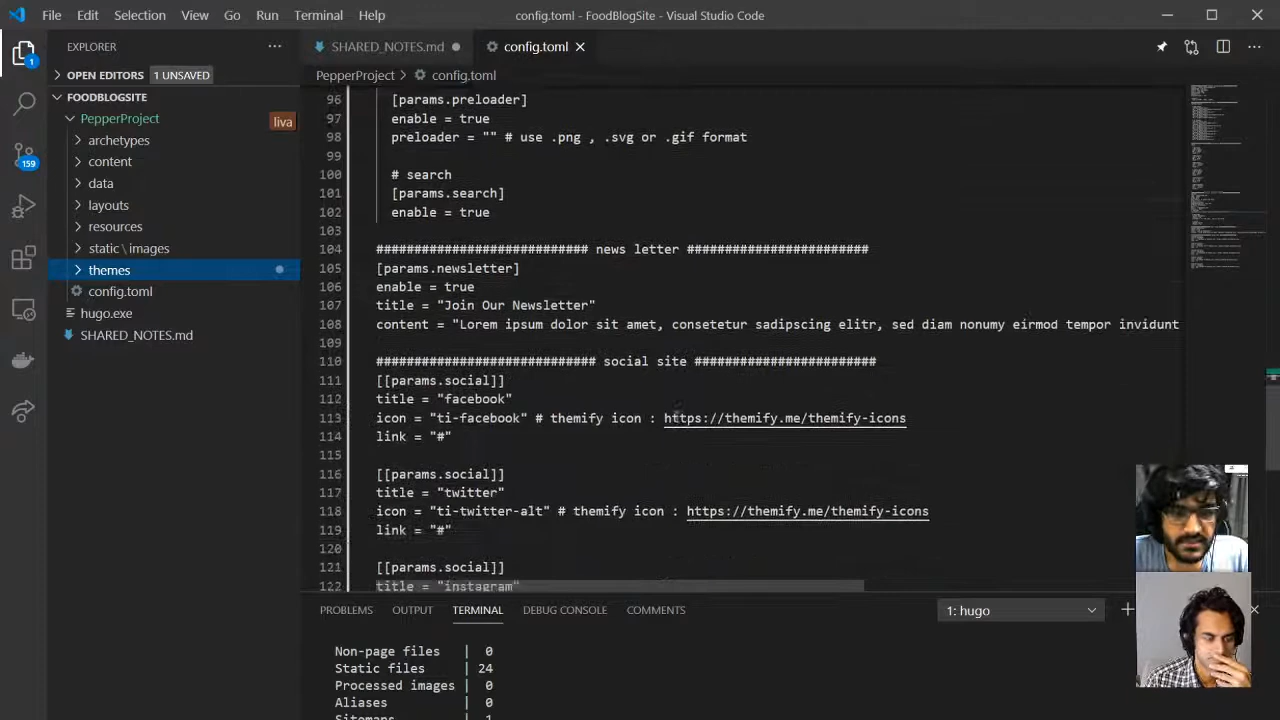 File Edit Selection View Go Run Terminal Help
config.toml - FoodBlogSite - Visual Studio Code
EXPLORER
SHARED_NOTES.md
config.toml
OPEN EDITORS 1 UNSAVED
PepperProject > config.toml
FOODBLOGSITE
PepperProject
liva
archetypes
content
data
layouts
resources
static\images
themes
config.toml
hugo.exe
SHARED_NOTES.md
1
159
96 [params.preloader]
97 enable = true
98 preloader = "" # use .png , .svg or .gif format
99
100 # search
101 [params.search]
102 enable = true
103
104 ######################### news letter ########################
105 [params.newsletter]
106 enable = true
107 title = "Join Our Newsletter"
108 content = "Lorem ipsum dolor sit amet, consetetur sadipscing elitr, sed diam nonumy eirmod tempor invidunt
109
110 ############################# social site ########################
111 [[params.social]]
112 title = "facebook"
113 icon = "ti-facebook" # themify icon : https://themify.me/themify-icons
114 link = "#"
115
116 [[params.social]]
117 title = "twitter"
118 icon = "ti-twitter-alt" # themify icon : https://themify.me/themify-icons
119 link = "#"
120
121 [[params.social]]
122 title = "instagram"
PROBLEMS OUTPUT TERMINAL DEBUG CONSOLE COMMENTS
1: hugo
Non-page files | 0
Static files | 24
Processed images | 0
Aliases | 0
Sitemaps | 1